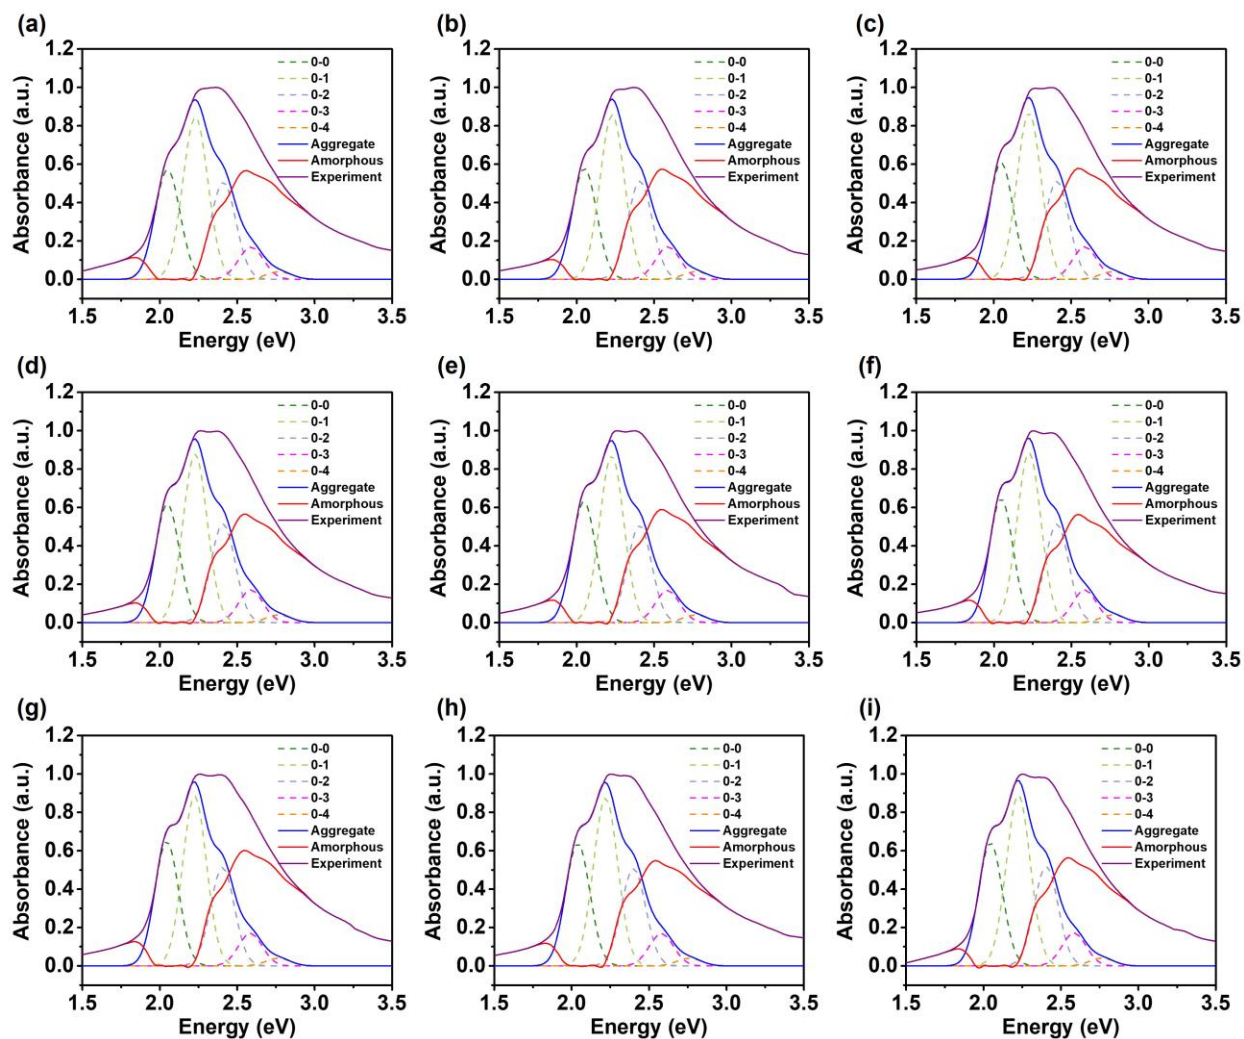 (a)
1.2
1.0
0.8
0.6
0.4
0.2
0.0
Absorbance (a.u.)
0-0
0-1
0-2
0-3
0-4
Aggregate
Amorphous
Experiment
1.5 2.0 2.5 3.0 3.5
Energy (eV)
(b)
1.2
1.0
0.8
0.6
0.4
0.2
0.0
Absorbance (a.u.)
0-0
0-1
0-2
0-3
0-4
Aggregate
Amorphous
Experiment
1.5 2.0 2.5 3.0 3.5
Energy (eV)
(c)
1.2
1.0
0.8
0.6
0.4
0.2
0.0
Absorbance (a.u.)
0-0
0-1
0-2
0-3
0-4
Aggregate
Amorphous
Experiment
1.5 2.0 2.5 3.0 3.5
Energy (eV)
(d)
1.2
1.0
0.8
0.6
0.4
0.2
0.0
Absorbance (a.u.)
0-0
0-1
0-2
0-3
0-4
Aggregate
Amorphous
Experiment
1.5 2.0 2.5 3.0 3.5
Energy (eV)
(e)
1.2
1.0
0.8
0.6
0.4
0.2
0.0
Absorbance (a.u.)
0-0
0-1
0-2
0-3
0-4
Aggregate
Amorphous
Experiment
1.5 2.0 2.5 3.0 3.5
Energy (eV)
(f)
1.2
1.0
0.8
0.6
0.4
0.2
0.0
Absorbance (a.u.)
0-0
0-1
0-2
0-3
0-4
Aggregate
Amorphous
Experiment
1.5 2.0 2.5 3.0 3.5
Energy (eV)
(g)
1.2
1.0
0.8
0.6
0.4
0.2
0.0
Absorbance (a.u.)
0-0
0-1
0-2
0-3
0-4
Aggregate
Amorphous
Experiment
1.5 2.0 2.5 3.0 3.5
Energy (eV)
(h)
1.2
1.0
0.8
0.6
0.4
0.2
0.0
Absorbance (a.u.)
0-0
0-1
0-2
0-3
0-4
Aggregate
Amorphous
Experiment
1.5 2.0 2.5 3.0 3.5
Energy (eV)
(i)
1.2
1.0
0.8
0.6
0.4
0.2
0.0
Absorbance (a.u.)
0-0
0-1
0-2
0-3
0-4
Aggregate
Amorphous
Experiment
1.5 2.0 2.5 3.0 3.5
Energy (eV)